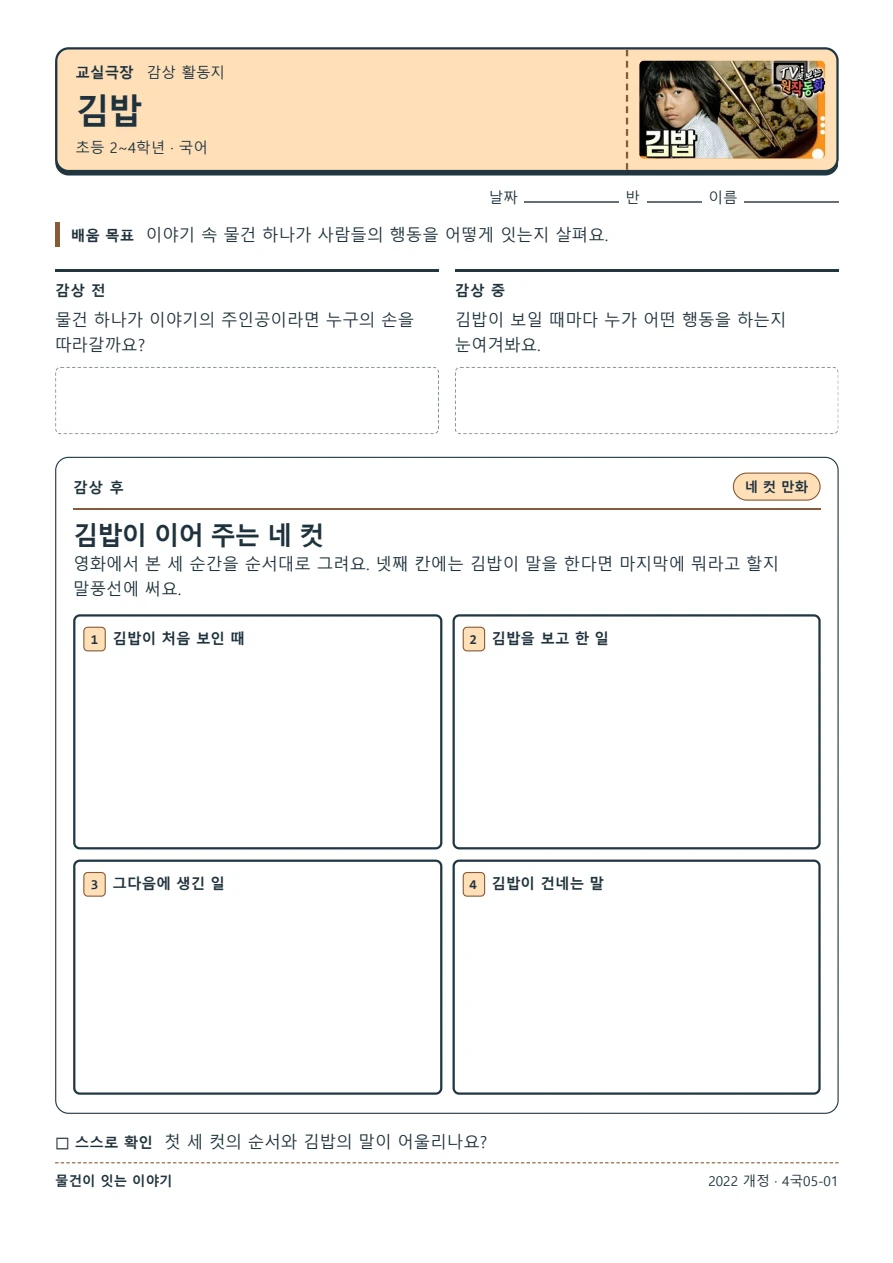 교실극장 감상 활동지
김밥
초등 2~4학년 · 국어
TV로 보는
원작동화
김밥
날짜 반 이름
배움 목표 이야기 속 물건 하나가 사람들의 행동을 어떻게 잇는지 살펴요.
감상 전
물건 하나가 이야기의 주인공이라면 누구의 손을
따라갈까요?
감상 중
김밥이 보일 때마다 누가 어떤 행동을 하는지
눈여겨봐요.
감상 후
네 컷 만화
김밥이 이어 주는 네 컷
영화에서 본 세 순간을 순서대로 그려요. 넷째 칸에는 김밥이 말을 한다면 마지막에 뭐라고 할지
말풍선에 써요.
1 김밥이 처음 보인 때
2 김밥을 보고 한 일
3 그다음에 생긴 일
4 김밥이 건네는 말
□ 스스로 확인 첫 세 컷의 순서와 김밥의 말이 어울리나요?
물건이 잇는 이야기
2022 개정 · 4국05-01